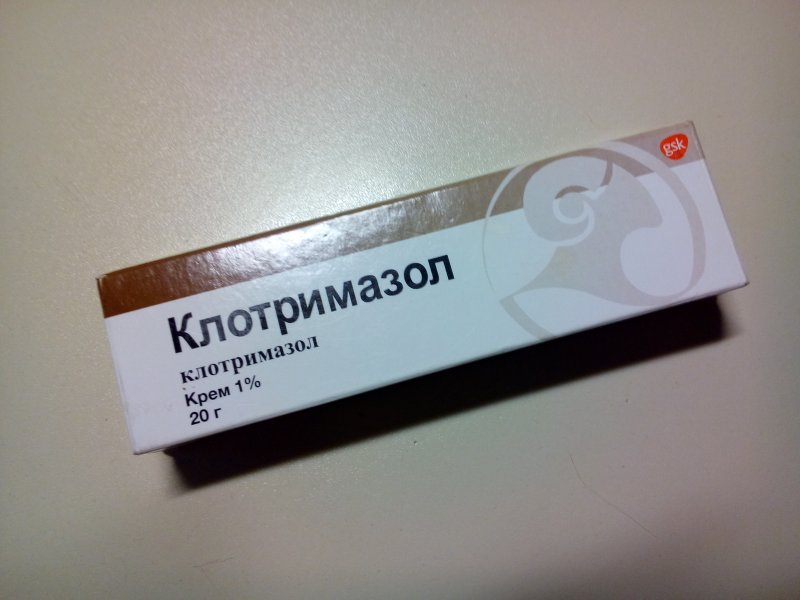 gsk
Клотримазол
клотримазол
Крем 1%
20 г